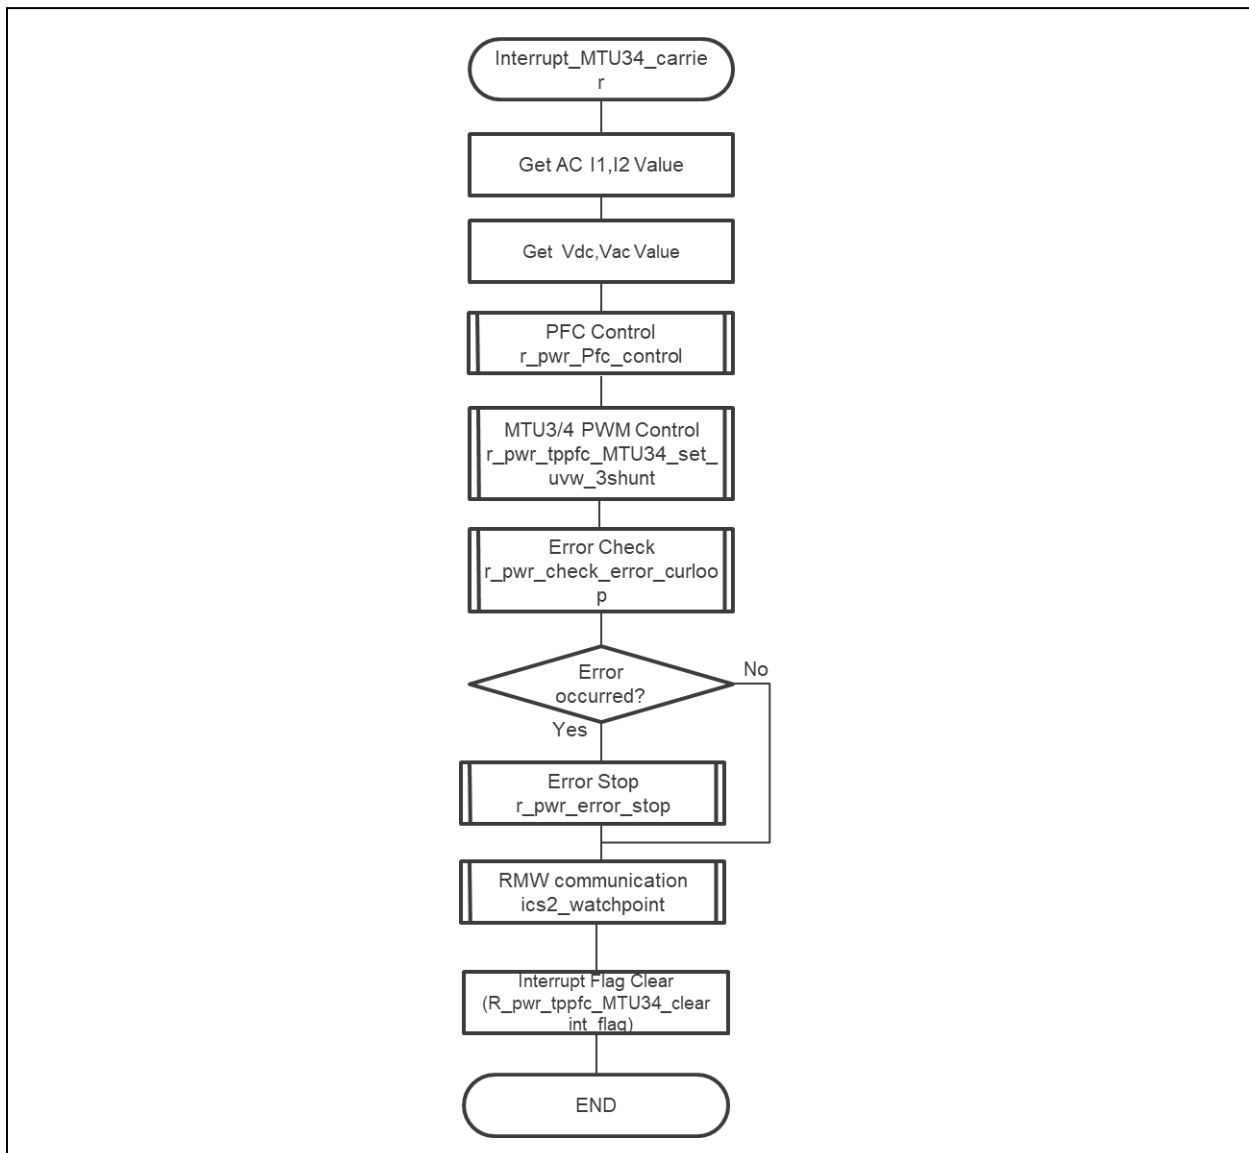 Interrupt_MTU34_carrie
r
Get AC I1,I2 Value
Get Vdc,Vac Value
PFC Control
r_pwr_Pfc_control
MTU3/4 PWM Control
r_pwr_tppfc_MTU34_set_
uvw_3shunt
Error Check
r_pwr_check_error_curloo
p
Error
occurred?
No
Yes
Error Stop
r_pwr_error_stop
RMW communication
ics2_watchpoint
Interrupt Flag Clear
(R_pwr_tppfc_MTU34_clear
int_flag)
END